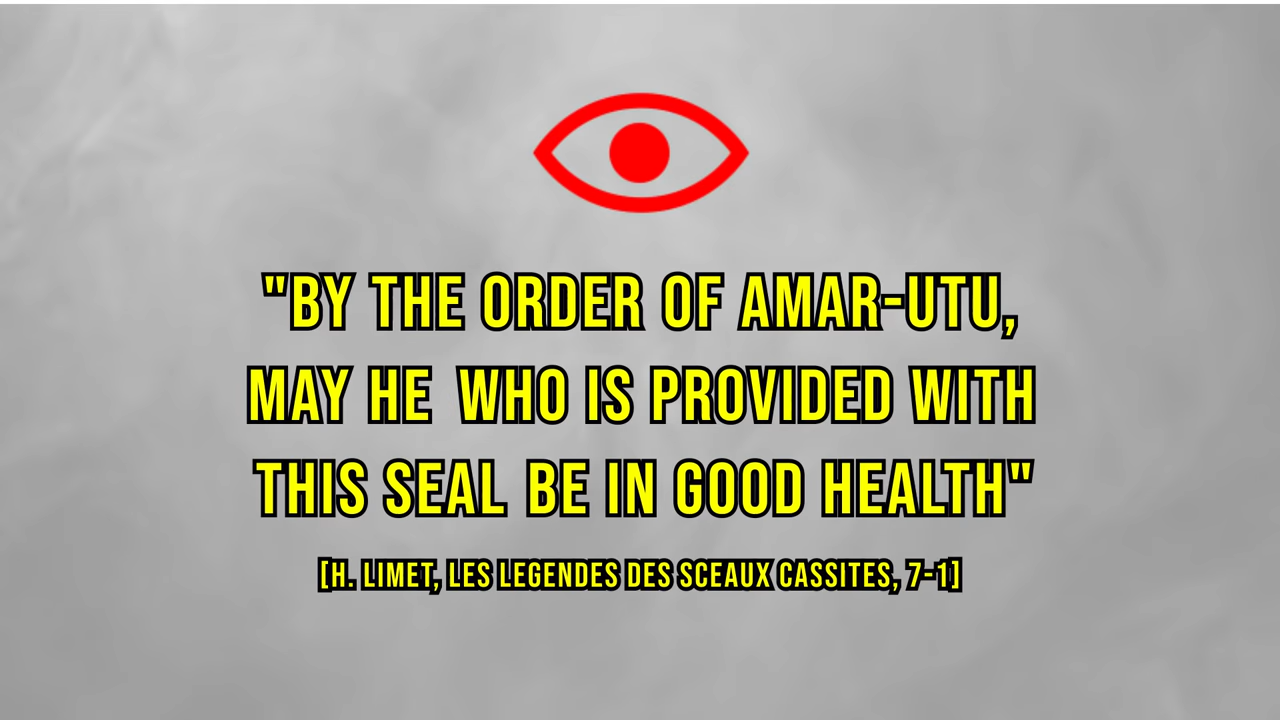 "BY THE ORDER OF AMAR-UTU,
MAY HE WHO IS PROVIDED WITH
THIS SEAL BE IN GOOD HEALTH"
[H. LIMET, LES LEGENDES DES SCEAUX CASSITES, 7-1]